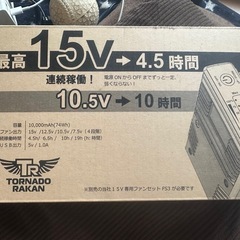 最高 15V→4.5時間
連続稼働！
電源ONからOFFまでずっと一定、
強くならない！
10.5V→10時間
容量 20,000mAh(74Wh)
ファン出力 15v /12.5v /10.5v /7.5v (4段階)
稼働時間 4.5h/ 6.5h / 10h / 19h (時間)
USB出力 5v / 1.0A
TR
TORNADO
RAKAN
※別売の当社15V専用ファンセットFS3が必要です